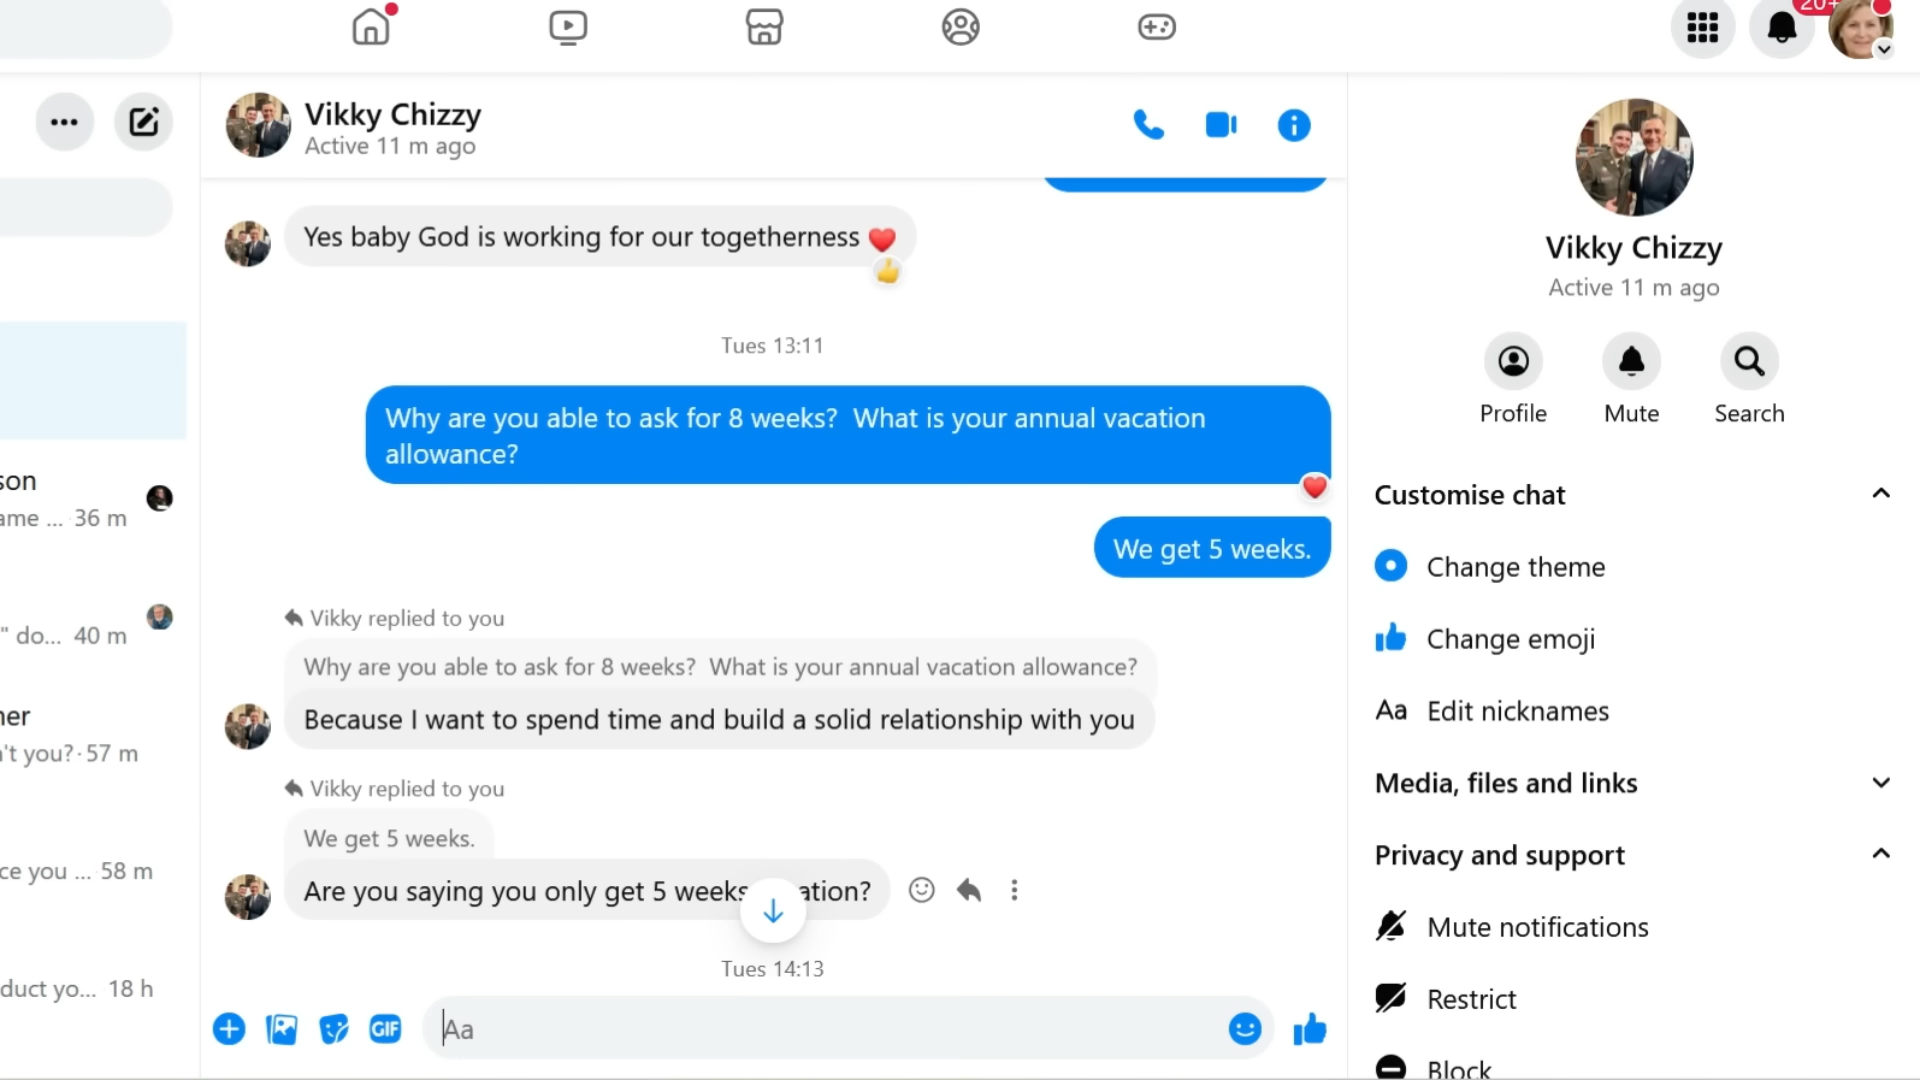 20+
Vikky Chizzy
Active 11 m ago
Yes baby God is working for our togetherness ❤️
Tues 13:11
Why are you able to ask for 8 weeks?  What is your annual vacation
allowance?
We get 5 weeks.
Vikky replied to you
Why are you able to ask for 8 weeks?  What is your annual vacation allowance?
Because I want to spend time and build a solid relationship with you
Vikky replied to you
We get 5 weeks.
Are you saying you only get 5 weeks ation?
Tues 14:13
GIF
Aa
son
ame ... 36 m
" do... 40 m
ner
't you? · 57 m
ce you ... 58 m
duct yo... 18 h
Vikky Chizzy
Active 11 m ago
Profile
Mute
Search
Customise chat
Change theme
Change emoji
Aa Edit nicknames
Media, files and links
Privacy and support
Mute notifications
Restrict
Block